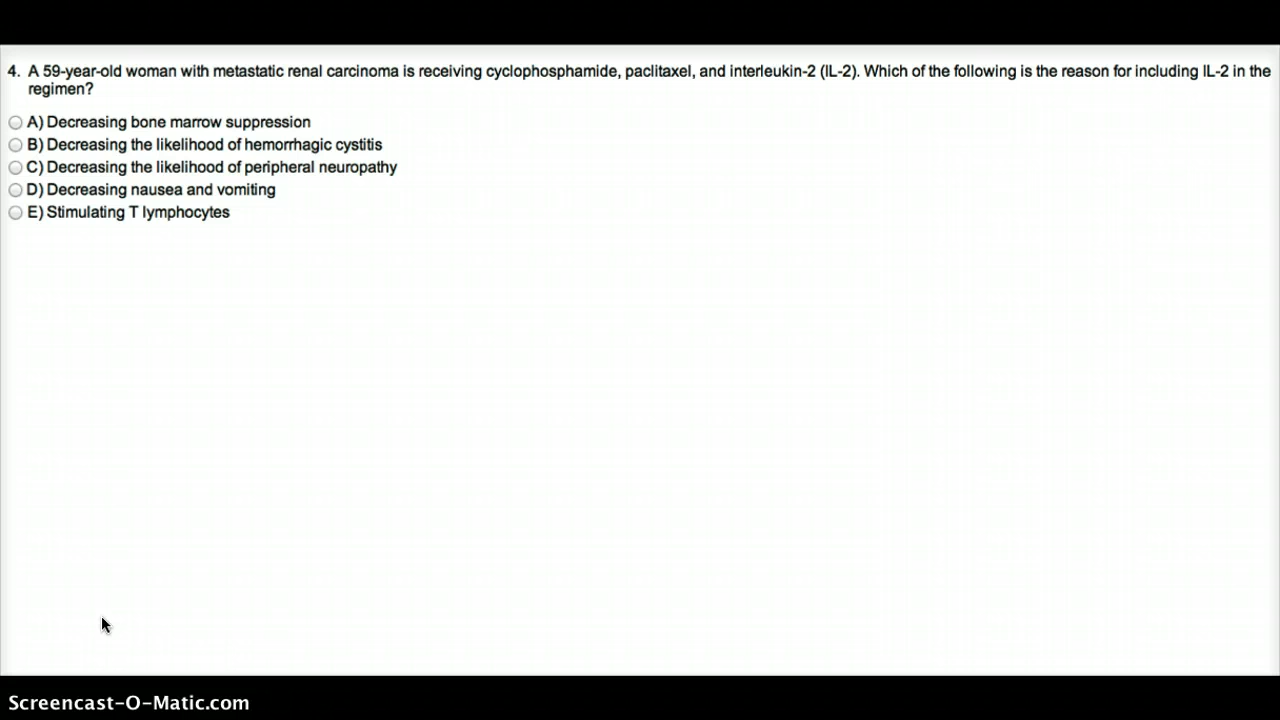 4. A 59-year-old woman with metastatic renal carcinoma is receiving cyclophosphamide, paclitaxel, and interleukin-2 (IL-2). Which of the following is the reason for including IL-2 in the
regimen?
A) Decreasing bone marrow suppression
B) Decreasing the likelihood of hemorrhagic cystitis
C) Decreasing the likelihood of peripheral neuropathy
D) Decreasing nausea and vomiting
E) Stimulating T lymphocytes
Screencast-O-Matic.com